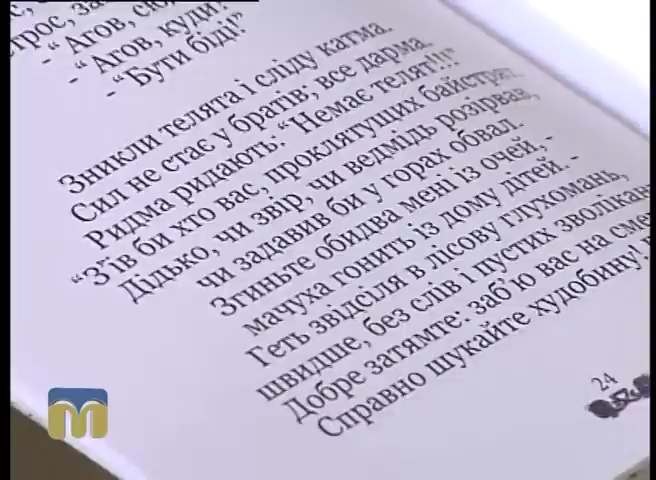 - "Агов,
- "Агов, куди!
- "Бути біді!"
Зникли телята і сліду катма.
Сил не стає у братів; все дарма.
Ридма ридають: "Немає телят!!!"
"З'їв би хто вас, проклятущих байстрят,
Дідько, чи звір, чи ведмідь розірвав,
чи задавив би у горах обвал.
Згиньте обидва мені із очей, -
мачуха гонить із дому дітей. -
Геть звідсіля в лісову глухомань,
швидше, без слів і пустих зволікань
Добре затямте: заб'ю вас на
Справно шукайте худобину!
24